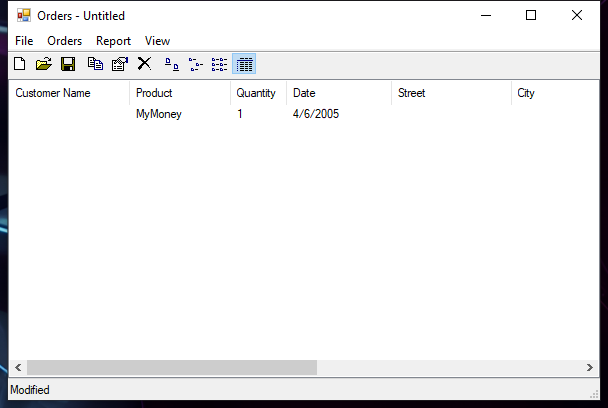 Orders - Untitled
File Orders Report View
Customer Name Product Quantity Date Street City
MyMoney 1 4/6/2005
Modified